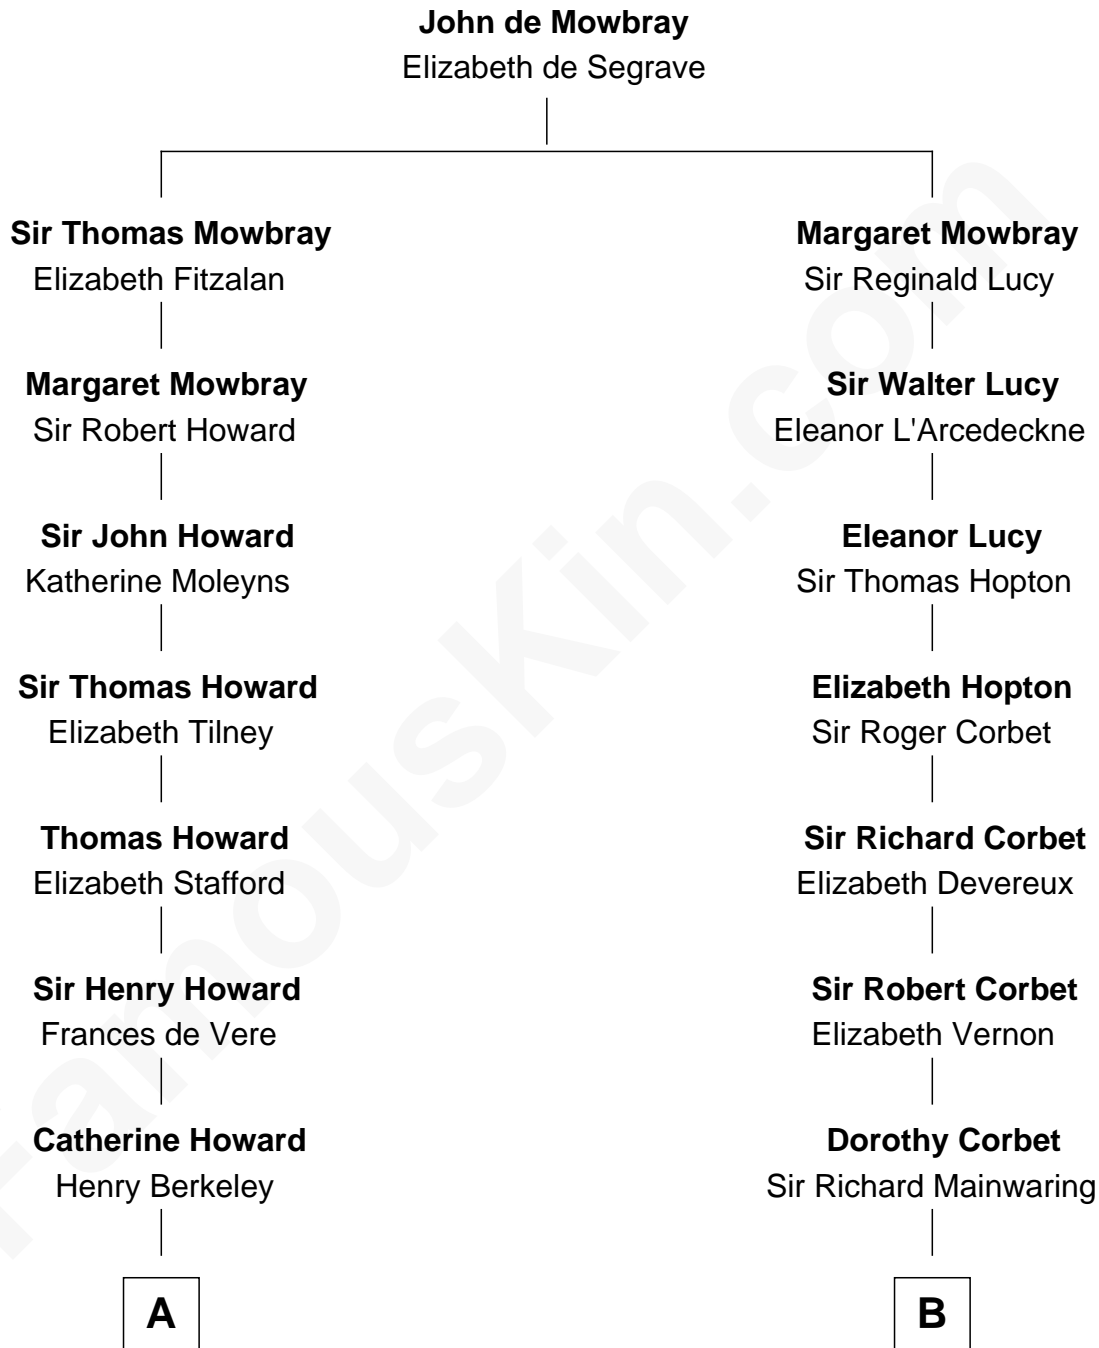 John de Mowbray
Elizabeth de Segrave
Sir Thomas Mowbray
Elizabeth Fitzalan
Margaret Mowbray
Sir Reginald Lucy
Margaret Mowbray
Sir Robert Howard
Sir Walter Lucy
Eleanor L'Arcedeckne
Sir John Howard
Katherine Moleyns
Eleanor Lucy
Sir Thomas Hopton
Sir Thomas Howard
Elizabeth Tilney
Elizabeth Hopton
Sir Roger Corbet
Thomas Howard
Elizabeth Stafford
Sir Richard Corbet
Elizabeth Devereux
Sir Henry Howard
Frances de Vere
Sir Robert Corbet
Elizabeth Vernon
Catherine Howard
Henry Berkeley
Dorothy Corbet
Sir Richard Mainwaring
A
B
FamousKin.com